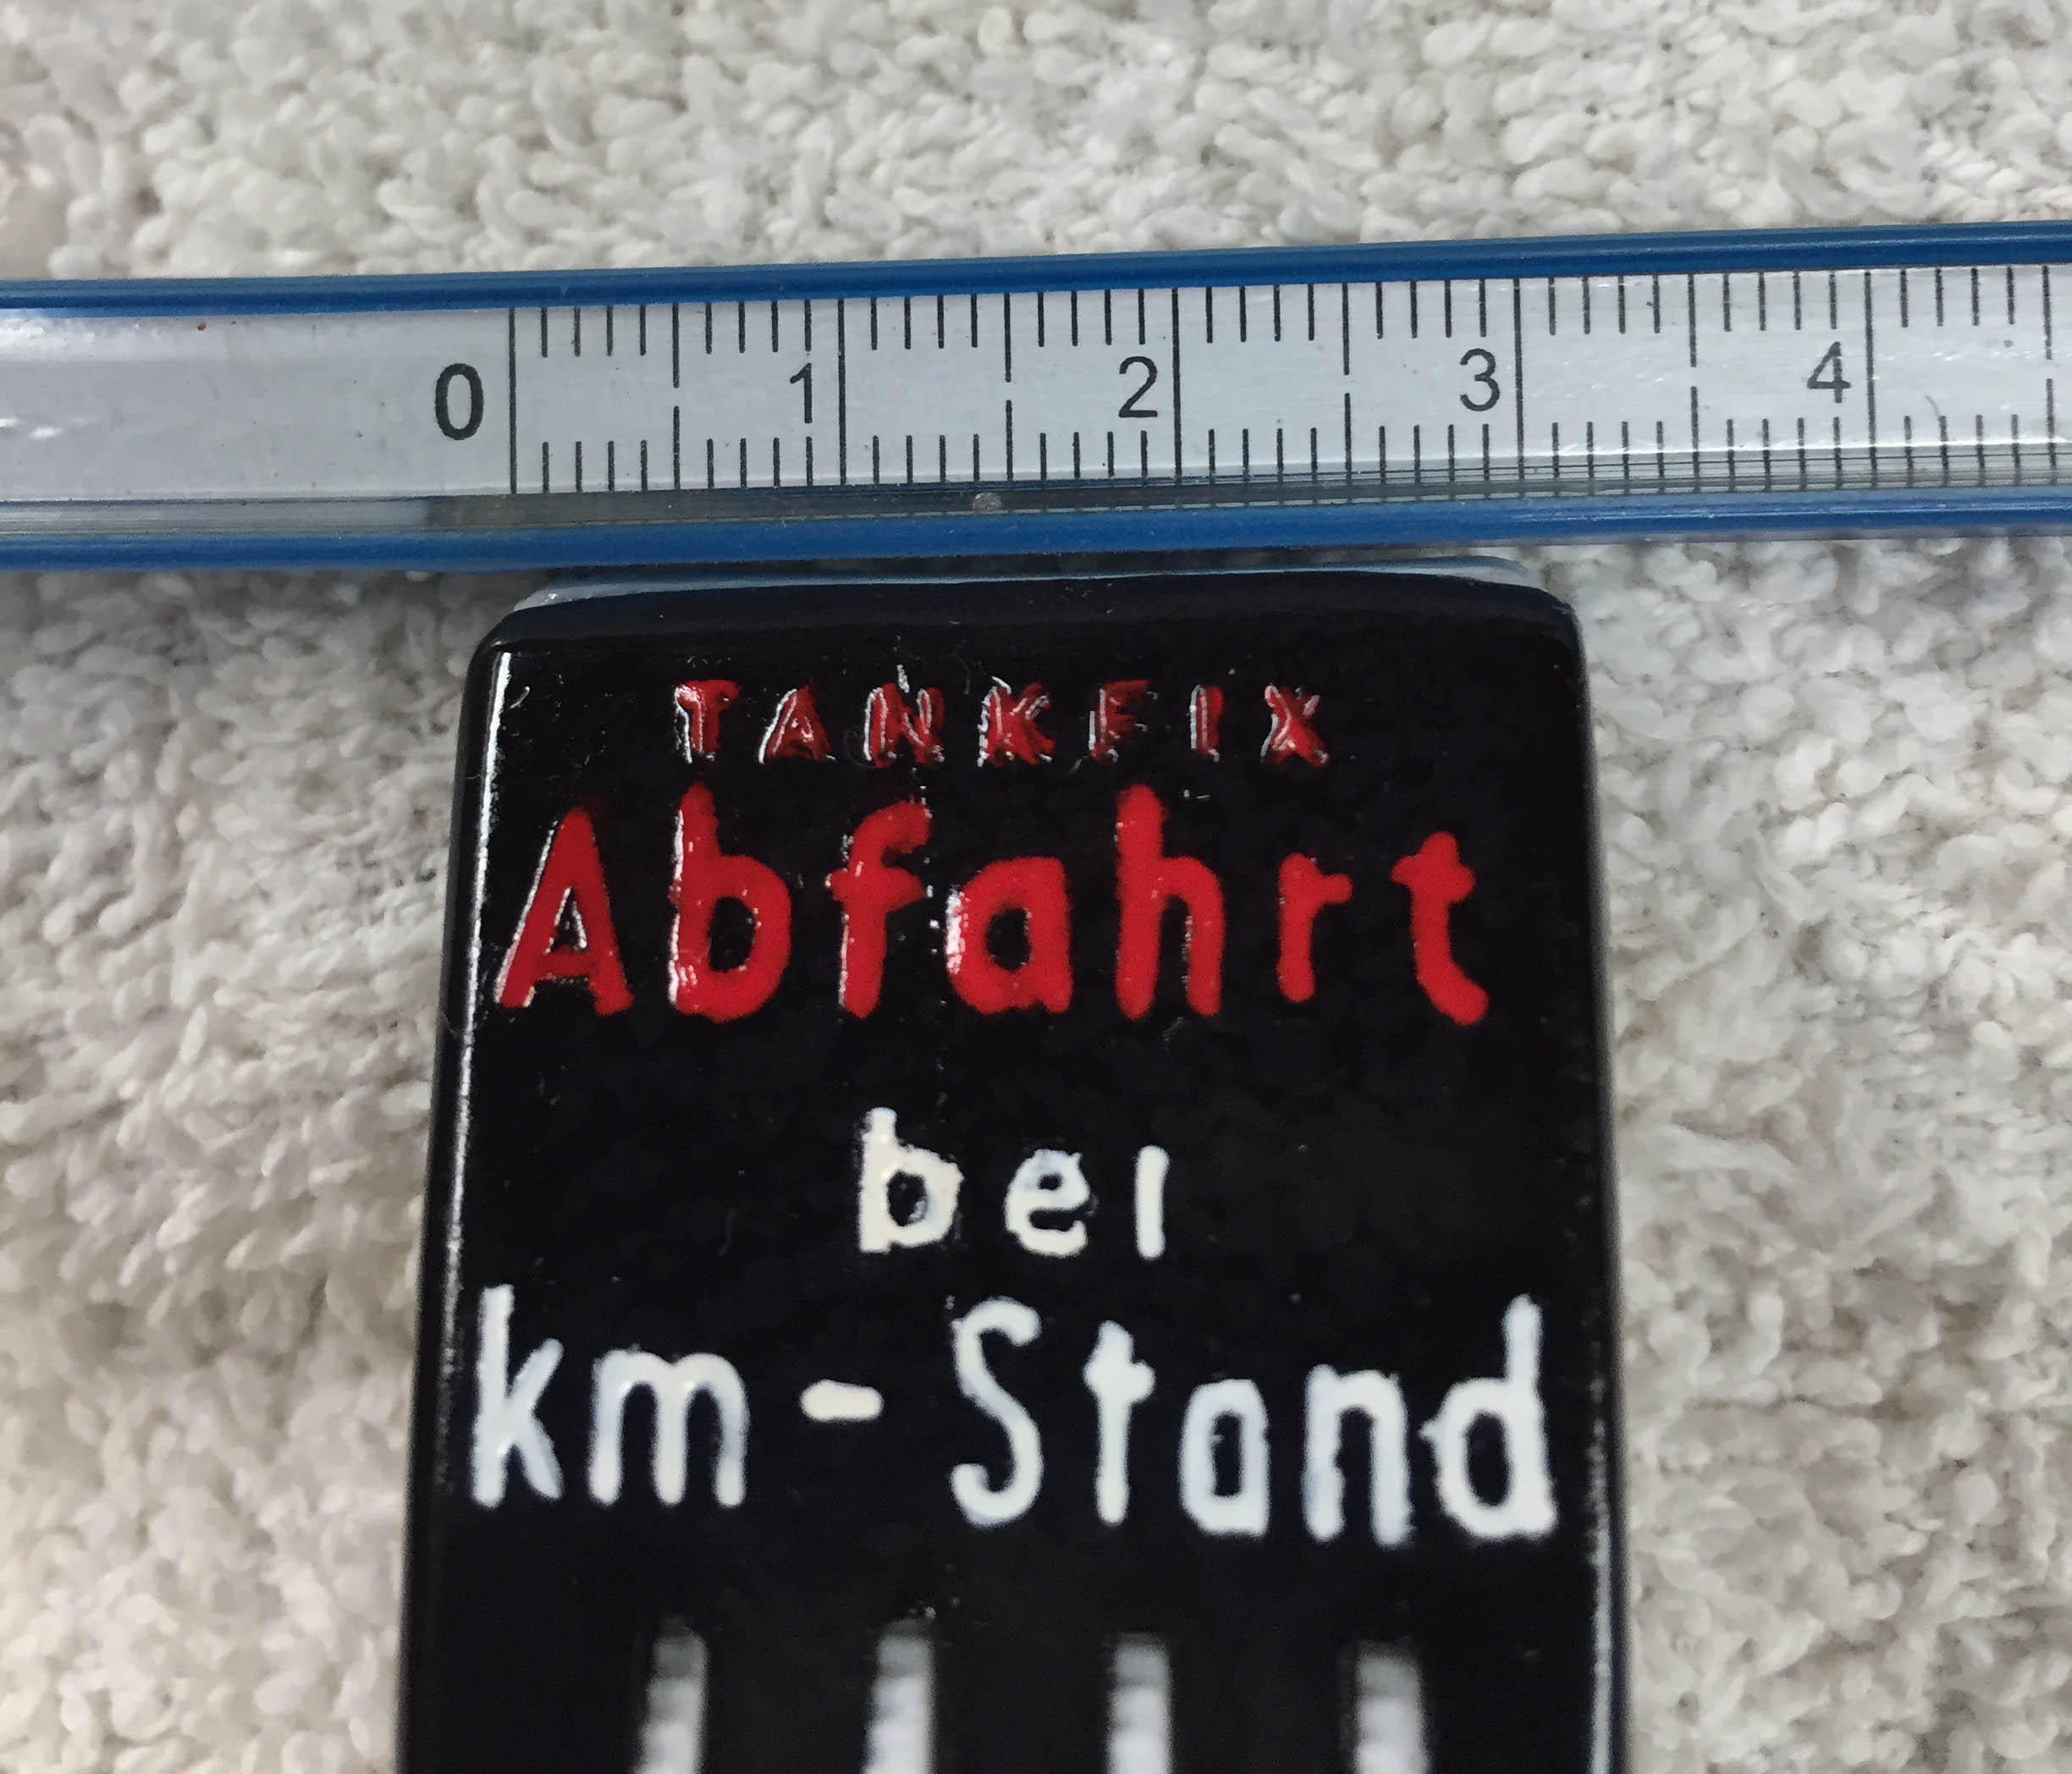 0 1 2 3 4
TANKFIX
Abfahrt
bei
km-Stand